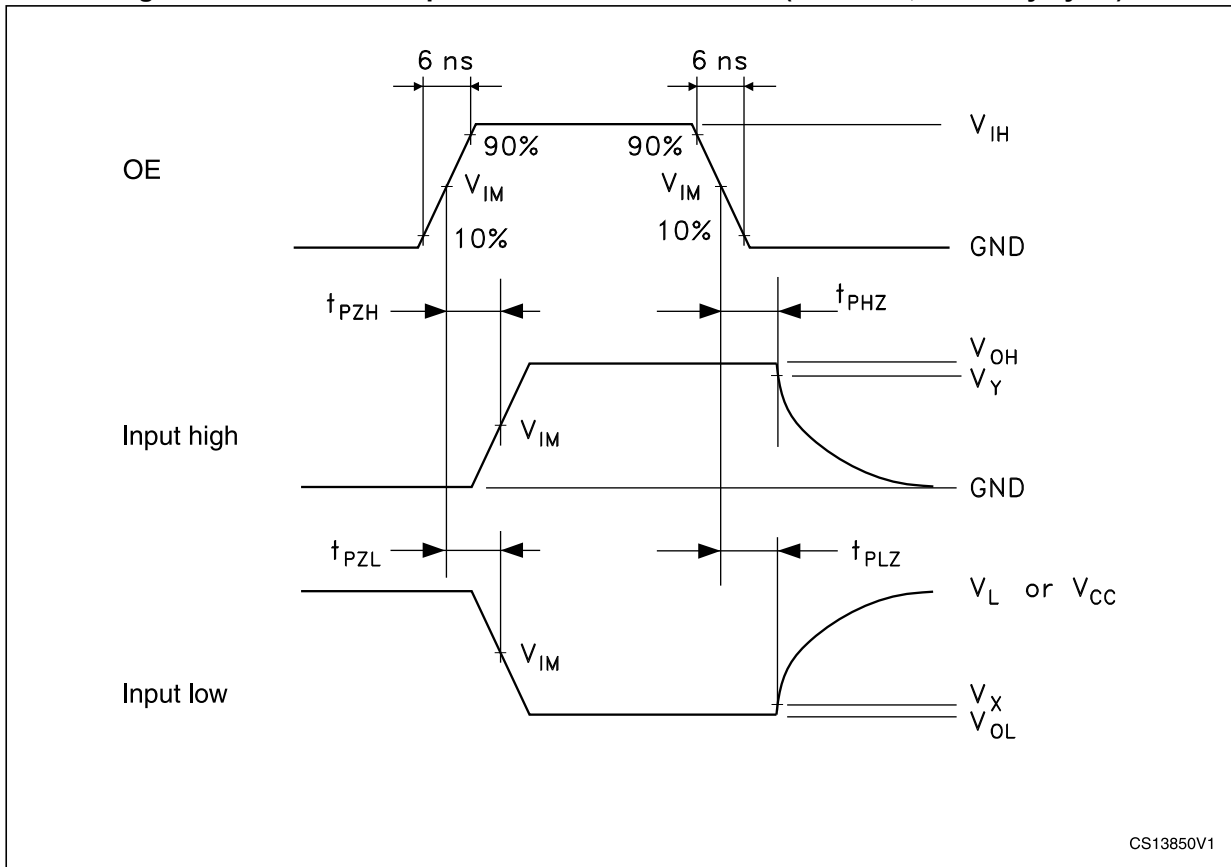 6 ns 6 ns
V_IH
90% 90%
OE
V_IM V_IM
10% 10%
GND
t_PZH t_PHZ
V_OH
V_Y
Input high
V_IM
GND
t_PZL t_PLZ
V_L or V_CC
V_IM
Input low
V_X
V_OL
CS13850V1